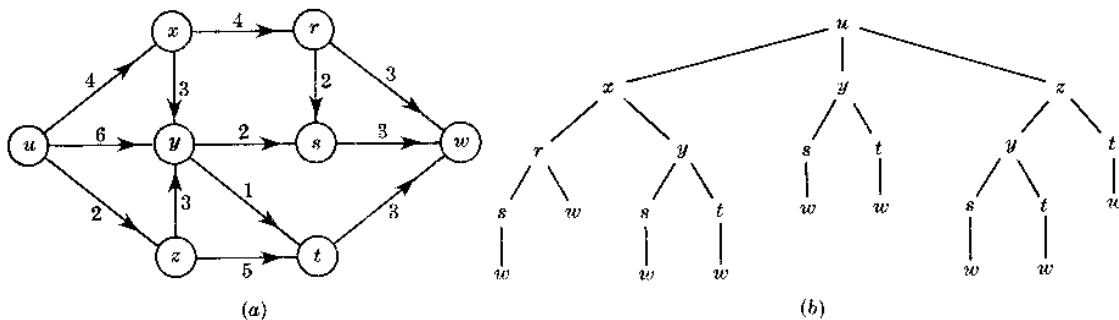 x 4 r
4 3 2 3
u 6 y 2 s 3 w
2 3 1 3
z 5 t
(a)
u
x y z
r y s t y t
s w s t w w s t w
w w w w w
(b)